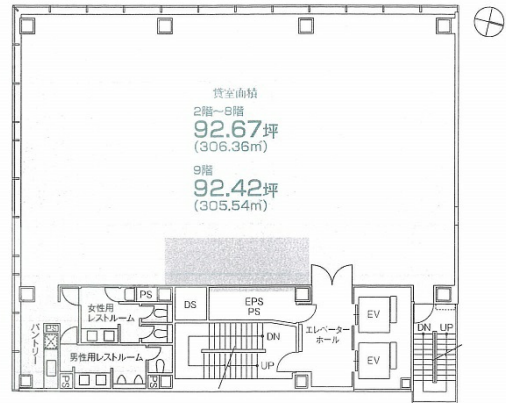 貸室面積
2階～8階
92.67坪
(306.36㎡)
9階
92.42坪
(305.54㎡)
PS
女性用
レストルーム
DS
EPS
PS
EV
DN
エレベーター
ホール
DN UP
PS
パントリー
男性用レストルーム
UP
EV
PS
PS